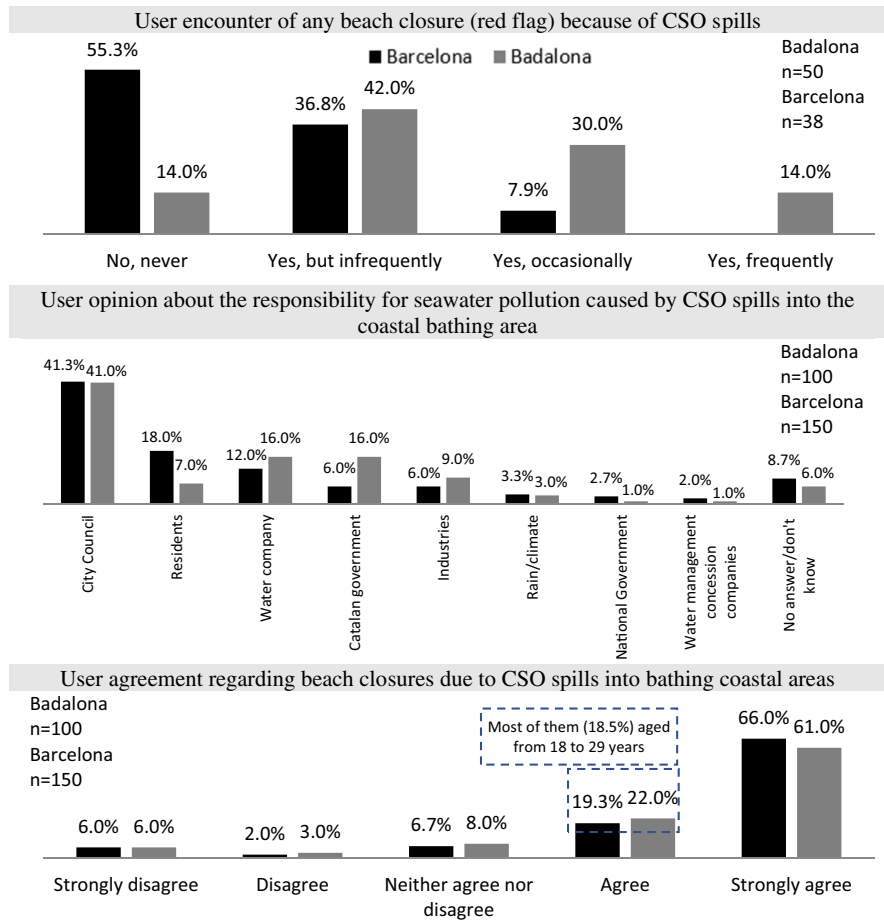 User encounter of any beach closure (red flag) because of CSO spills
55.3%
Barcelona
Badalona
Badalona
n=50
Barcelona
n=38
36.8%
42.0%
30.0%
14.0%
7.9%
14.0%
No, never
Yes, but infrequently
Yes, occasionally
Yes, frequently
User opinion about the responsibility for seawater pollution caused by CSO spills into the
coastal bathing area
Badalona
n=100
Barcelona
n=150
41.3%
41.0%
18.0%
7.0%
12.0%
16.0%
6.0%
16.0%
6.0%
9.0%
3.3%
3.0%
2.7%
1.0%
2.0%
1.0%
8.7%
6.0%
City Council
Residents
Water company
Catalan government
Industries
Rain/climate
National Government
Water management
concession
companies
No answer/don't
know
User agreement regarding beach closures due to CSO spills into bathing coastal areas
Badalona
n=100
Barcelona
n=150
Most of them (18.5%) aged
from 18 to 29 years
66.0%
61.0%
19.3%
22.0%
6.0%
6.0%
2.0%
3.0%
6.7%
8.0%
Strongly disagree
Disagree
Neither agree nor
disagree
Agree
Strongly agree